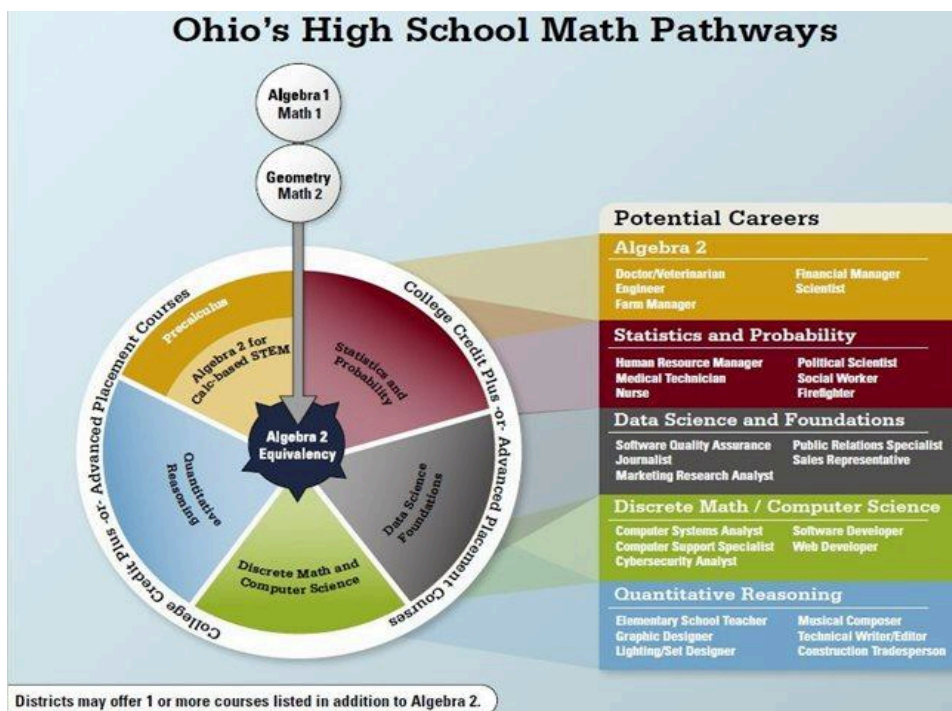 Ohio's High School Math Pathways
Algebra 1
Math 1
Geometry
Math 2
College Credit Plus -or- Advanced Placement Courses
College Credit Plus -or- Advanced Placement Courses
Precalculus
Algebra 2 for
Calc-based STEM
Statistics and
Probability
Algebra 2
Equivalency
Quantitative
Reasoning
Data Science
Foundations
Discrete Math and
Computer Science
Potential Careers
Algebra 2
Doctor/Veterinarian
Engineer
Farm Manager
Financial Manager
Scientist
Statistics and Probability
Human Resource Manager
Medical Technician
Nurse
Political Scientist
Social Worker
Firefighter
Data Science and Foundations
Software Quality Assurance
Journalist
Marketing Research Analyst
Public Relations Specialist
Sales Representative
Discrete Math / Computer Science
Computer Systems Analyst
Computer Support Specialist
Cybersecurity Analyst
Software Developer
Web Developer
Quantitative Reasoning
Elementary School Teacher
Graphic Designer
Lighting/Set Designer
Musical Composer
Technical Writer/Editor
Construction Tradesperson
Districts may offer 1 or more courses listed in addition to Algebra 2.